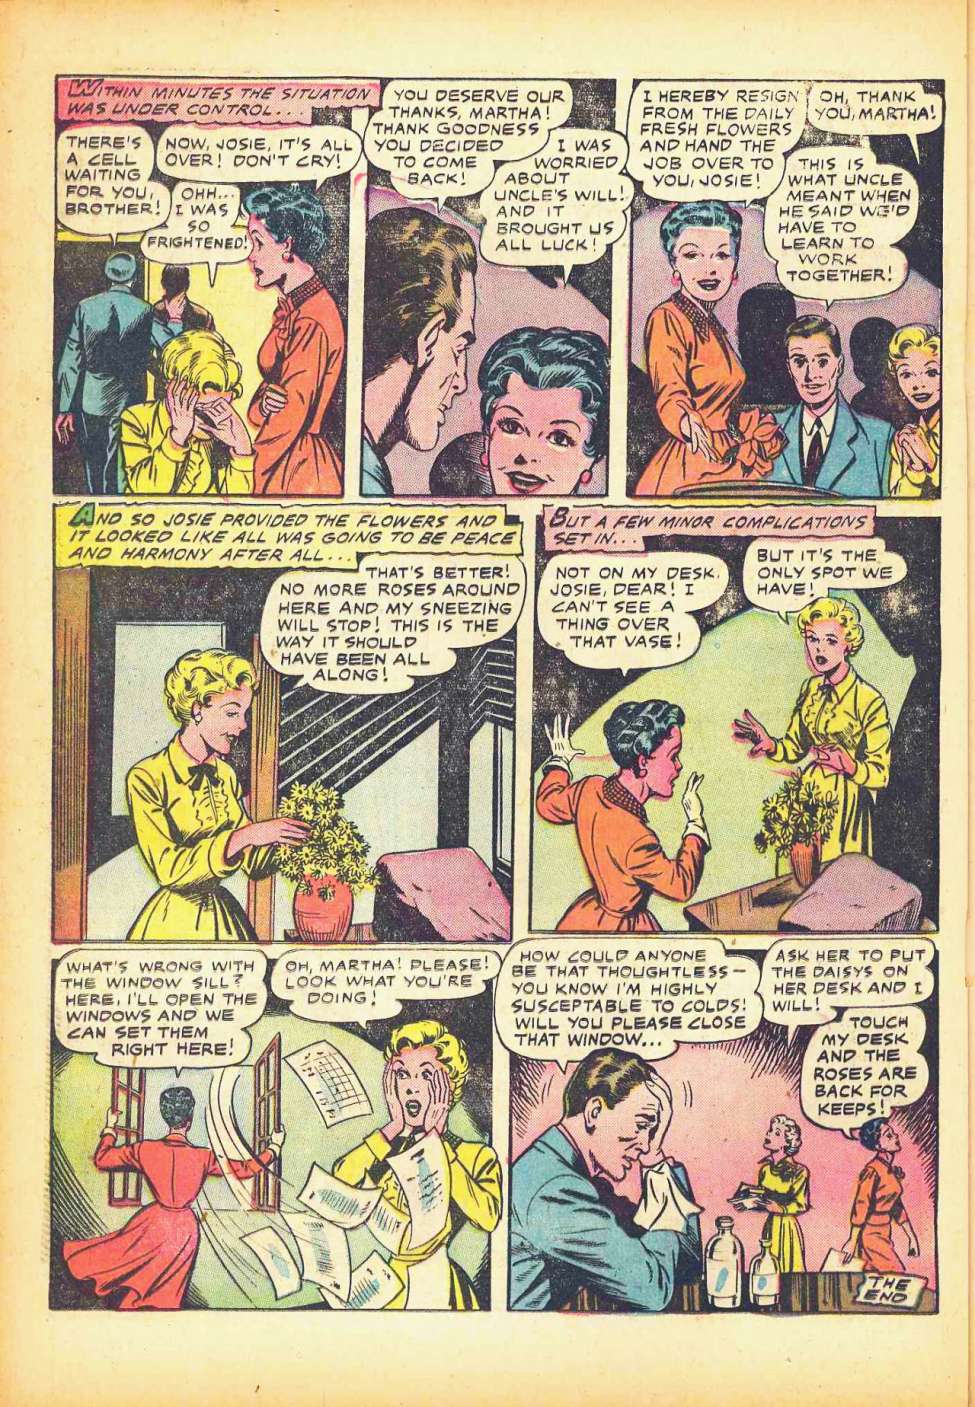 WITHIN MINUTES THE SITUATION
WAS UNDER CONTROL...
THERE'S
A CELL
WAITING
FOR YOU,
BROTHER!
NOW, JOSIE, IT'S ALL
OVER! DON'T CRY!
OHH...
I WAS
SO
FRIGHTENED!
YOU DESERVE OUR
THANKS, MARTHA!
THANK GOODNESS
YOU DECIDED
TO COME
BACK!
I WAS
WORRIED
ABOUT
UNCLE'S WILL!
AND IT
BROUGHT US
ALL LUCK!
I HEREBY RESIGN
FROM THE DAILY
FRESH FLOWERS
AND HAND THE
JOB OVER TO
YOU, JOSIE!
OH, THANK
YOU, MARTHA!
THIS IS
WHAT UNCLE
MEANT WHEN
HE SAID WE'D
HAVE TO
LEARN TO
WORK
TOGETHER!
AND SO JOSIE PROVIDED THE FLOWERS AND
IT LOOKED LIKE ALL WAS GOING TO BE PEACE
AND HARMONY AFTER ALL...
THAT'S BETTER!
NO MORE ROSES AROUND
HERE AND MY SNEEZING
WILL STOP! THIS IS THE
WAY IT SHOULD
HAVE BEEN ALL
ALONG!
BUT A FEW MINOR COMPLICATIONS
SET IN...
NOT ON MY DESK,
JOSIE, DEAR! I
CAN'T SEE A
THING OVER
THAT VASE!
BUT IT'S THE
ONLY SPOT WE
HAVE!
WHAT'S WRONG WITH
THE WINDOW SILL?
HERE, I'LL OPEN THE
WINDOWS AND WE
CAN SET THEM
RIGHT HERE!
OH, MARTHA! PLEASE!
LOOK WHAT YOU'RE
DOING!
HOW COULD ANYONE
BE THAT THOUGHTLESS—
YOU KNOW I'M HIGHLY
SUSCEPTABLE TO COLDS!
WILL YOU PLEASE CLOSE
THAT WINDOW...
ASK HER TO PUT
THE DAISYS ON
HER DESK AND I
WILL!
TOUCH
MY DESK
AND THE
ROSES ARE
BACK FOR
KEEPS!
THE
END